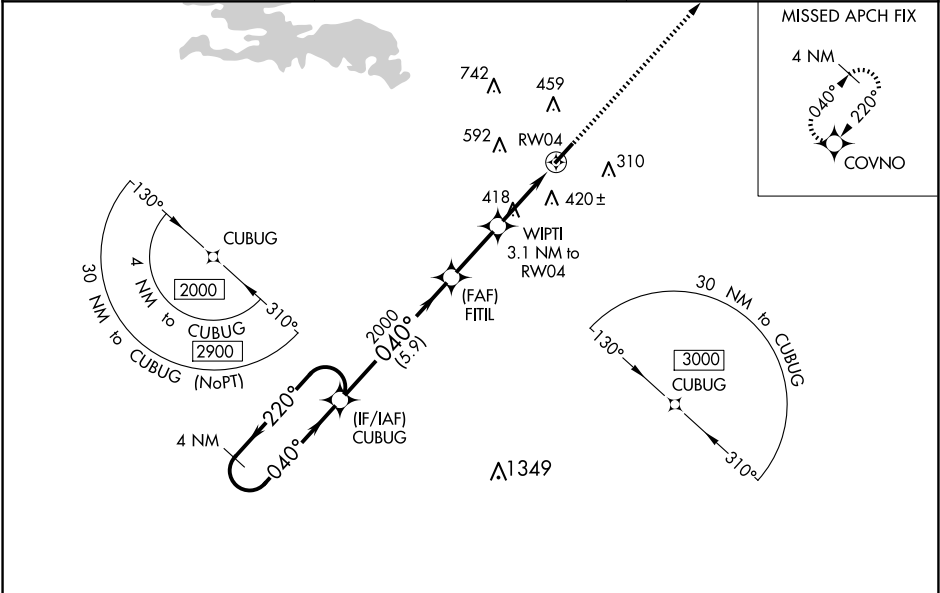 MISSED APCH FIX
4 NM
040°
220°
COVNO
742
459
592
RW04
310
418
420 ±
WIPTI
3.1 NM to
RW04
(FAF)
FITIL
2000
040°
(5.9)
(IF/IAF)
CUBUG
220°
040°
4 NM
130°
CUBUG
2000
4 NM to CUBUG
310°
2900
30 NM to CUBUG (NoPT)
30 NM to CUBUG
130°
3000
CUBUG
310°
1349